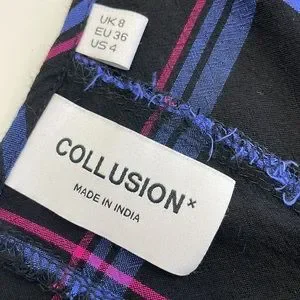 UK 8
EU 36
US 4
COLLUSION×
MADE IN INDIA